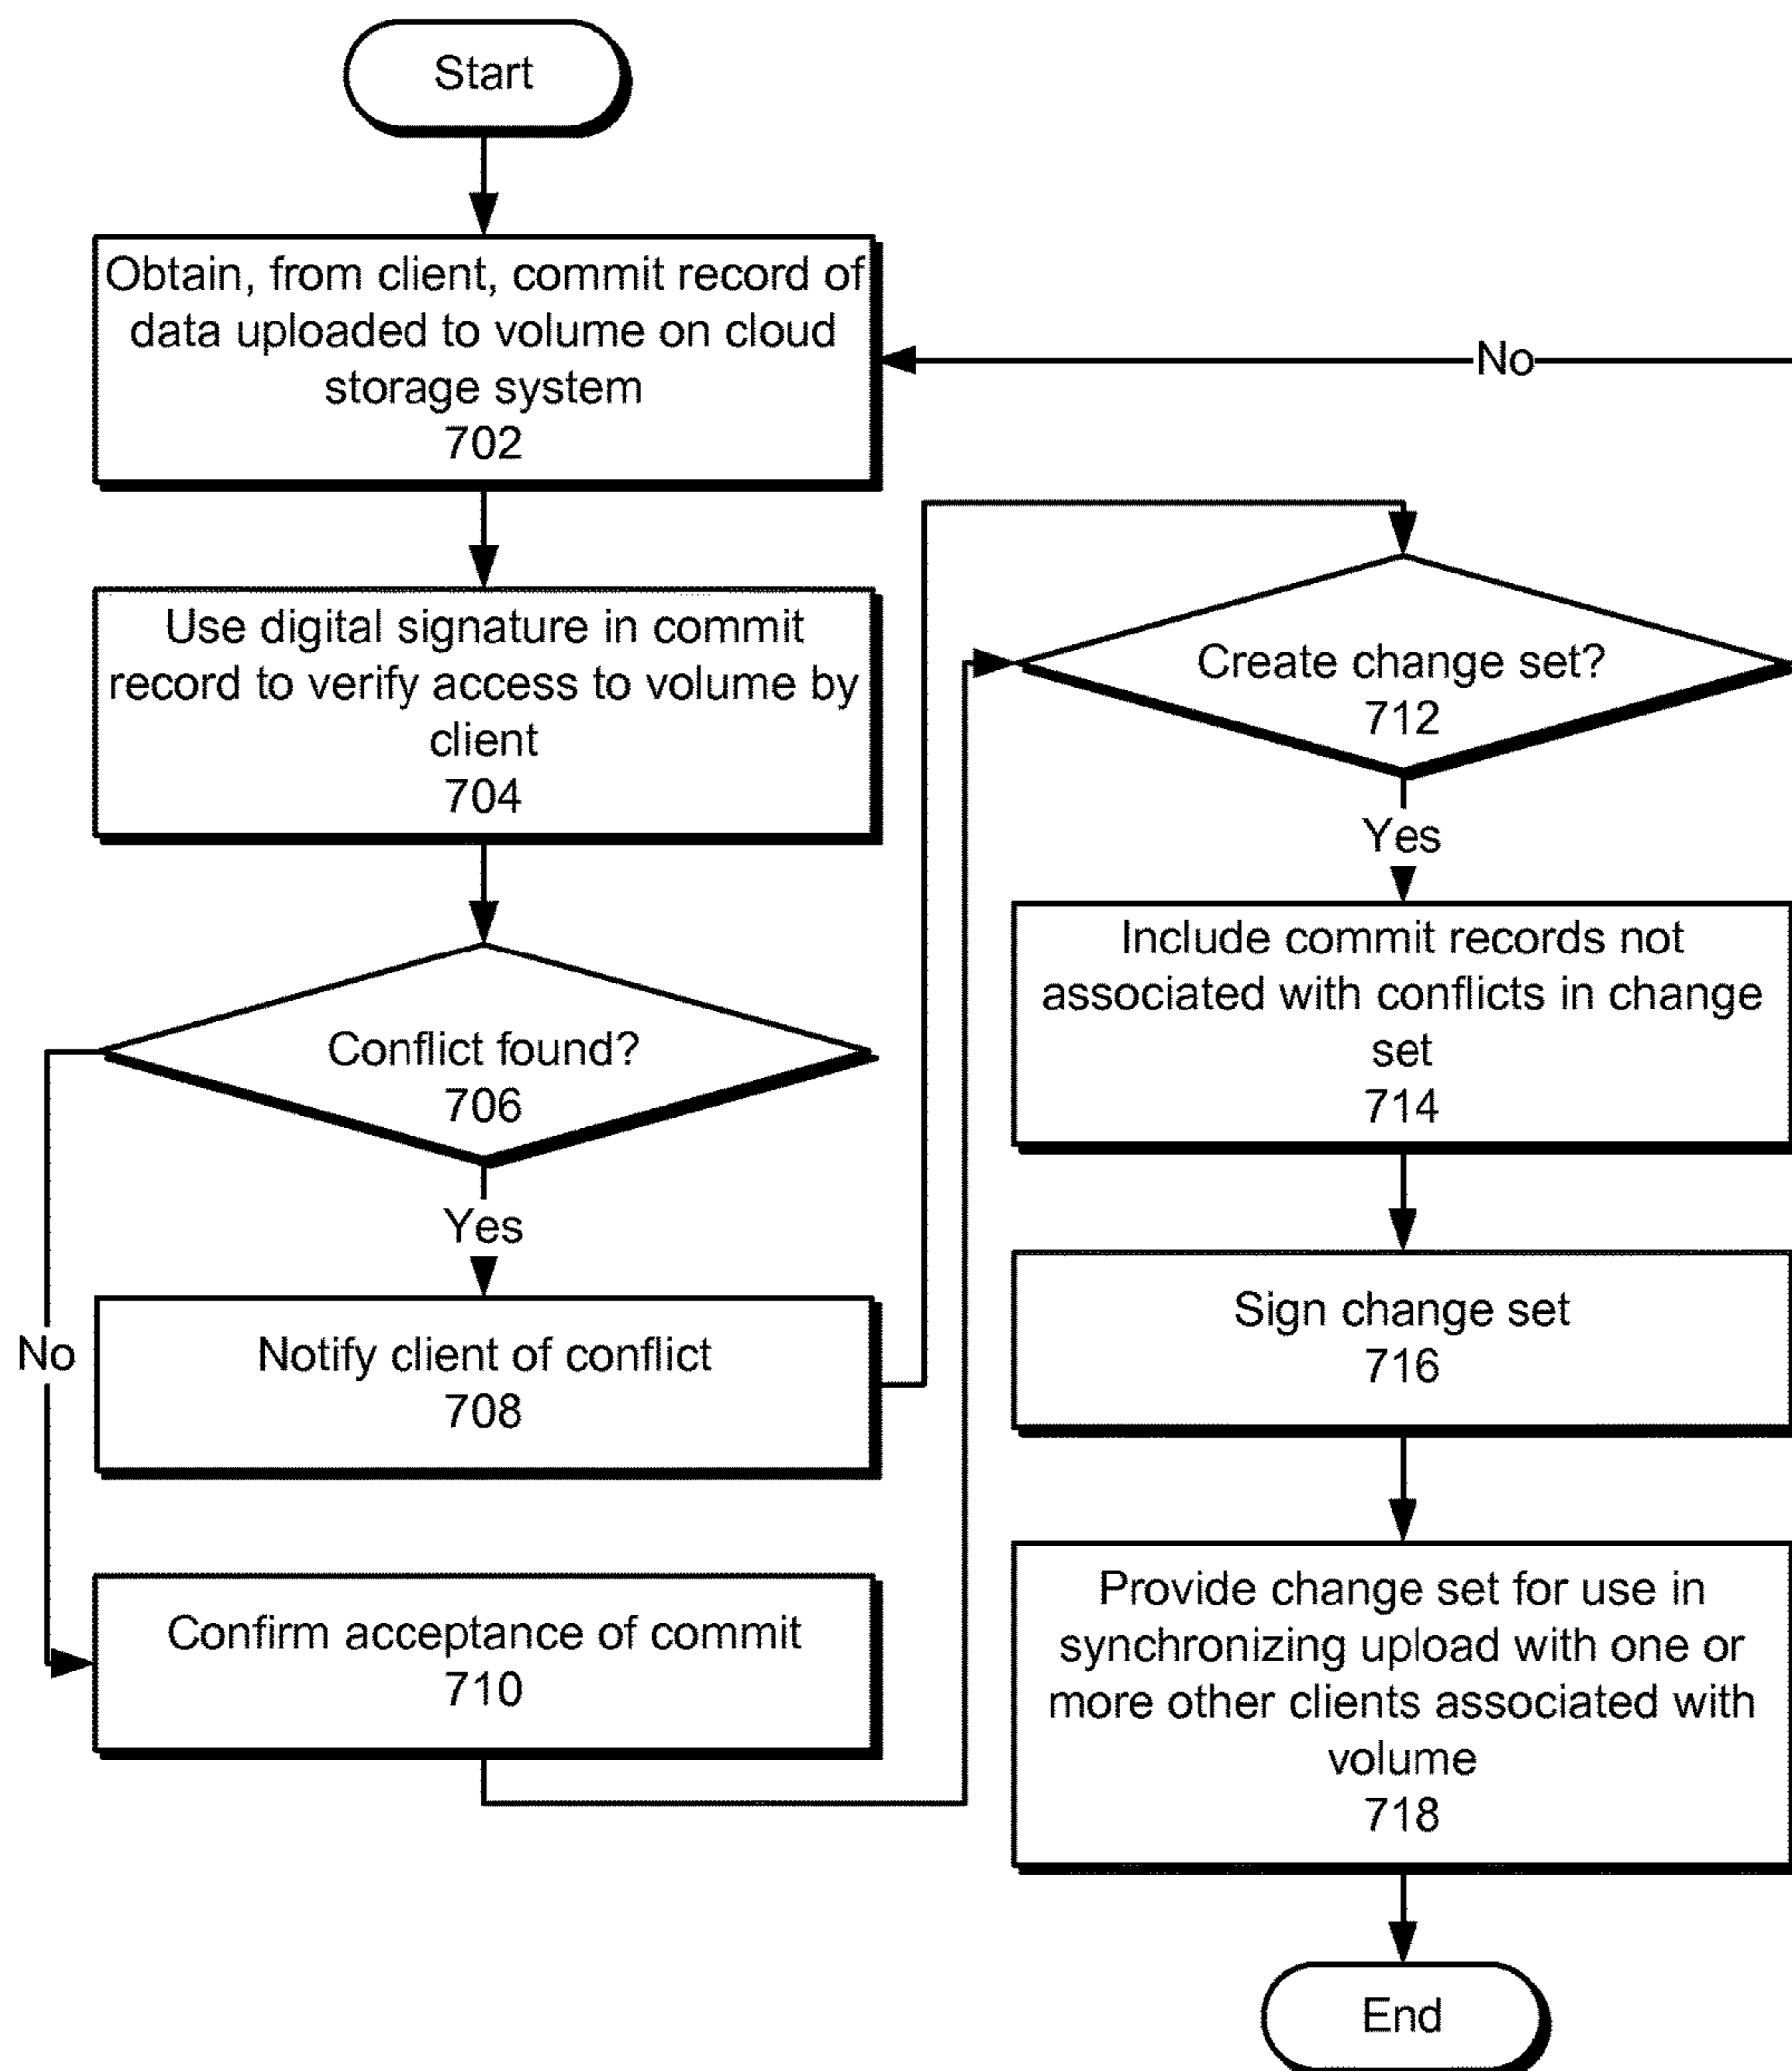 Start
Obtain, from client, commit record of
data uploaded to volume on cloud
storage system
702
Use digital signature in commit
record to verify access to volume by
client
704
Conflict found?
706
Yes
No
Notify client of conflict
708
Confirm acceptance of commit
710
No
Create change set?
712
Yes
Include commit records not
associated with conflicts in change
set
714
Sign change set
716
Provide change set for use in
synchronizing upload with one or
more other clients associated with
volume
718
End